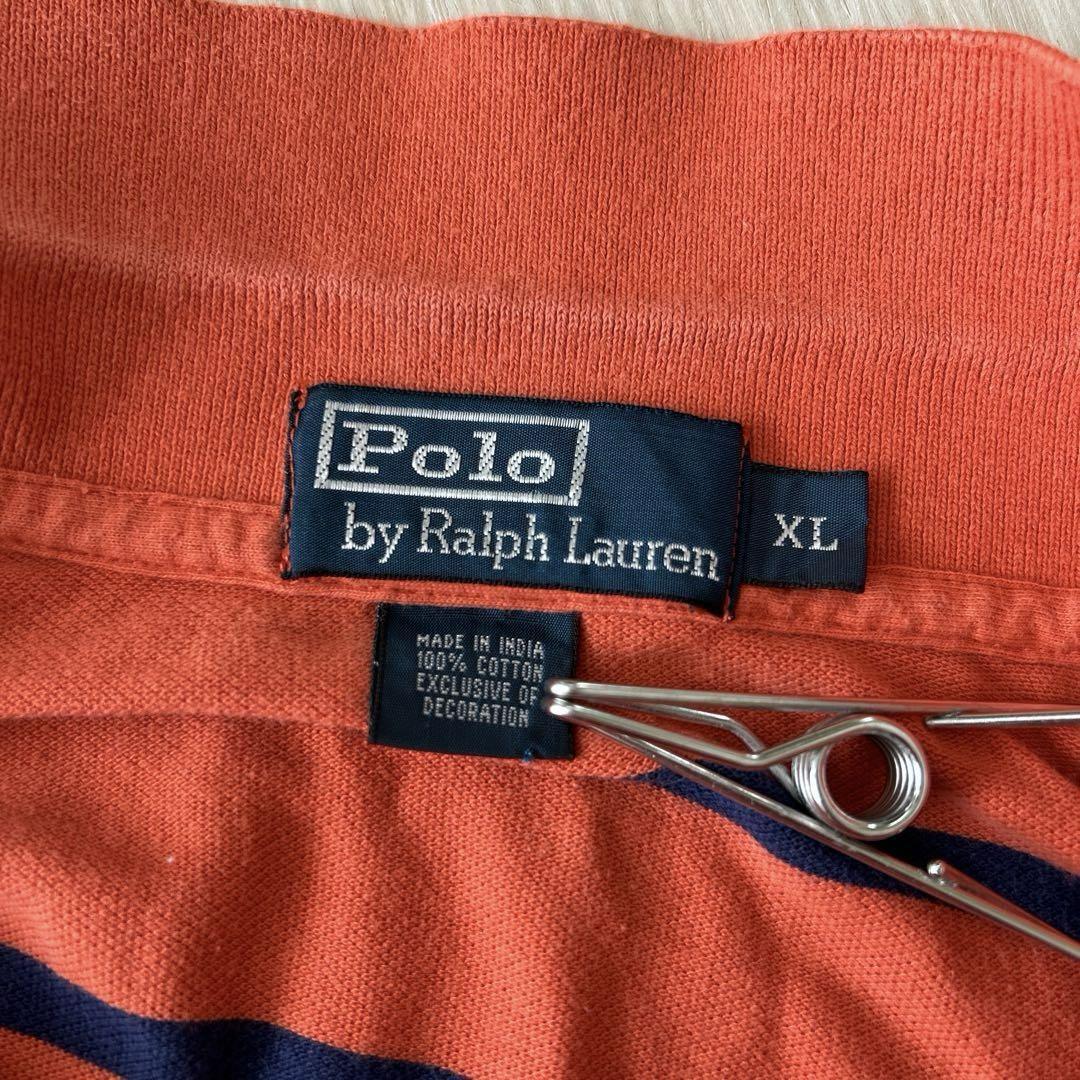 Polo
by Ralph Lauren
XL
MADE IN INDIA
100% COTTON
EXCLUSIVE OF
DECORATION